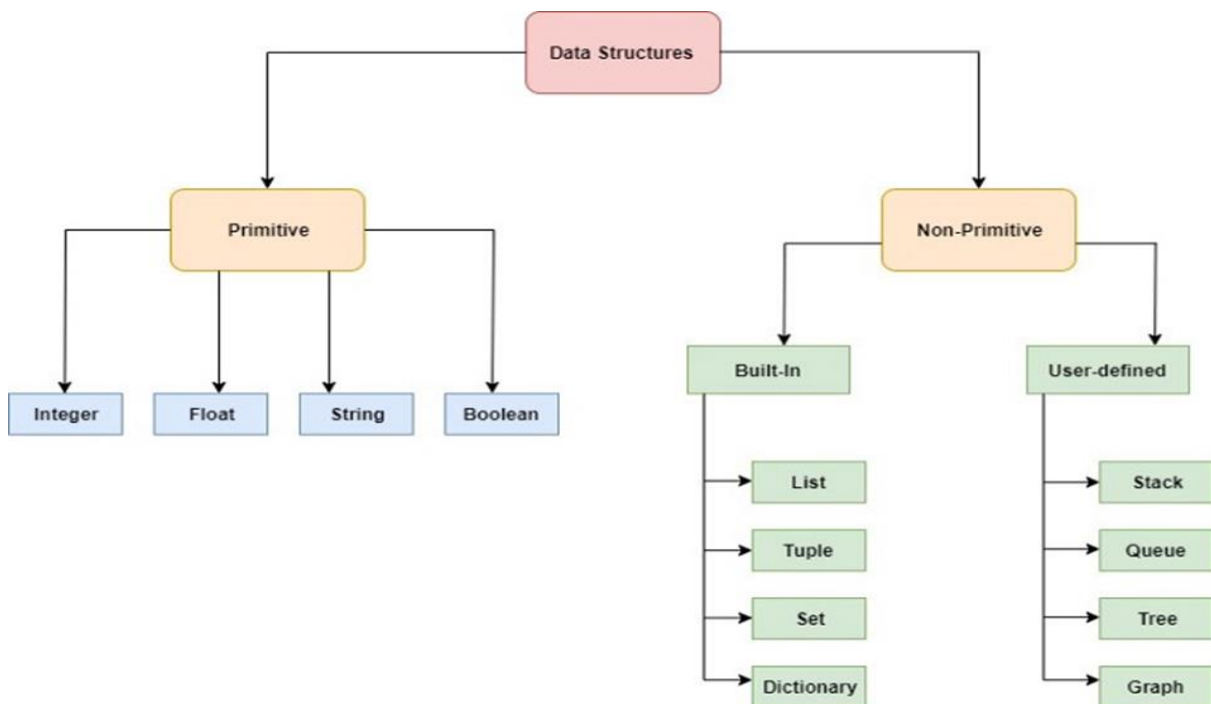 Data Structures
Primitive
Non-Primitive
Integer
Float
String
Boolean
Built-In
User-defined
List
Tuple
Set
Dictionary
Stack
Queue
Tree
Graph